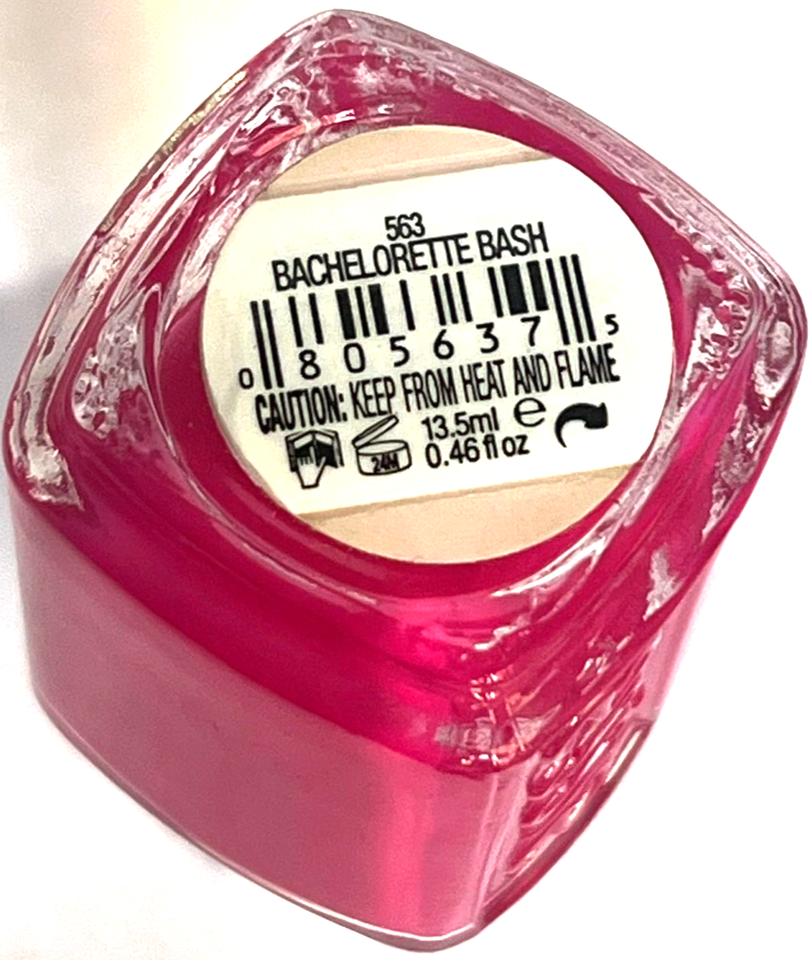 563
BACHELORETTE BASH
0 805637 5
CAUTION: KEEP FROM HEAT AND FLAME
24M 13.5ml e
0.46 fl oz